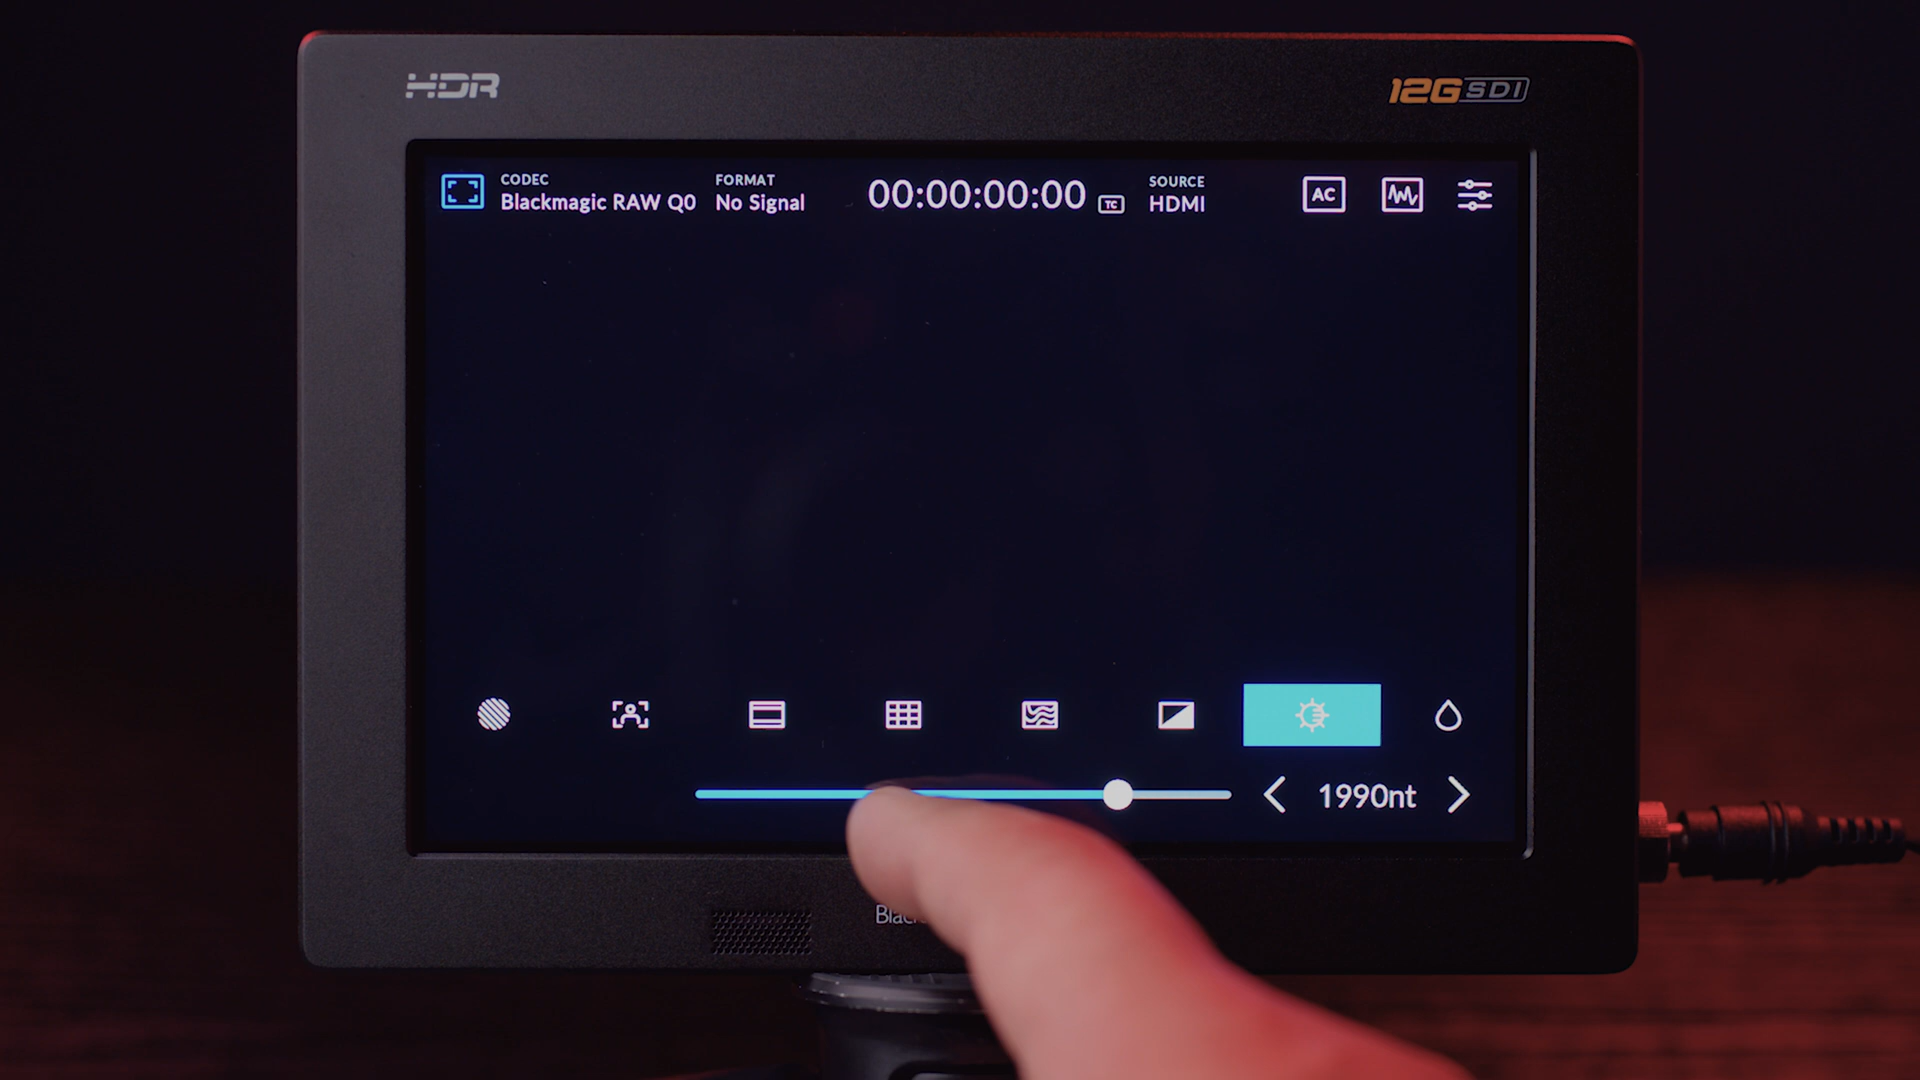 HDR
12G SDI
CODEC
Blackmagic RAW Q0
FORMAT
No Signal
00:00:00:00
TC
SOURCE
HDMI
AC
1990nt